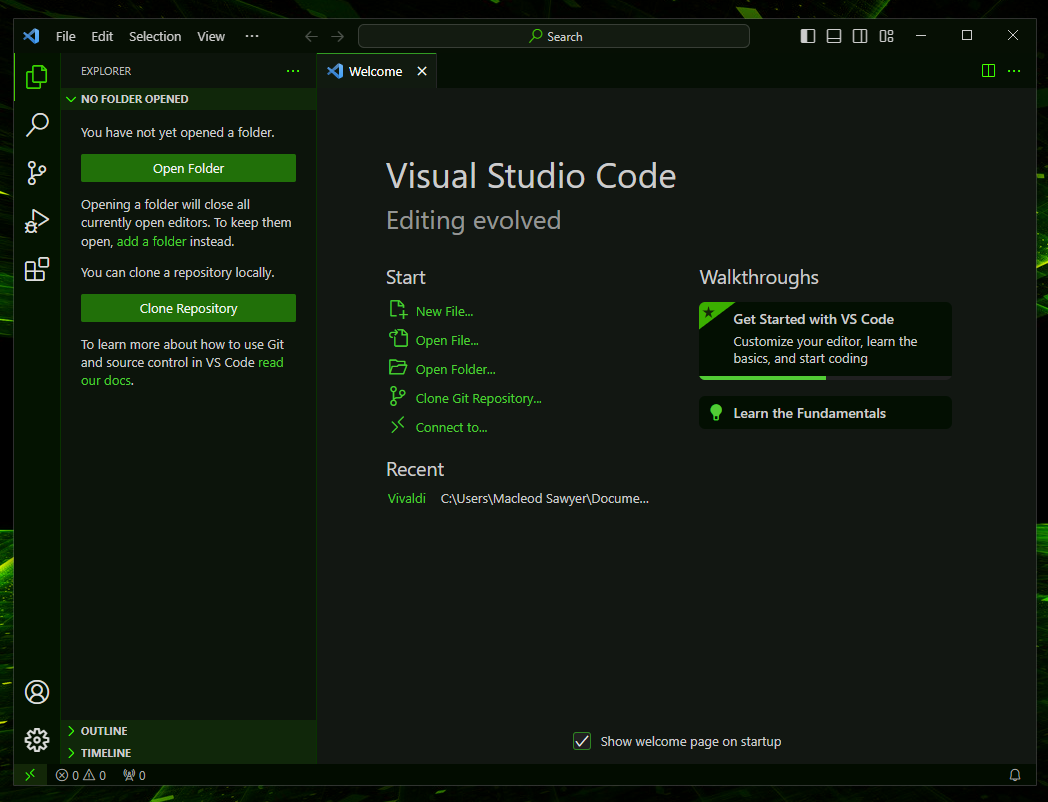 File Edit Selection View ... Search
EXPLORER ...
Welcome
NO FOLDER OPENED
You have not yet opened a folder.
Open Folder
Opening a folder will close all
currently open editors. To keep them
open, add a folder instead.
You can clone a repository locally.
Clone Repository
To learn more about how to use Git
and source control in VS Code read
our docs.
OUTLINE
TIMELINE
Visual Studio Code
Editing evolved
Start
New File...
Open File...
Open Folder...
Clone Git Repository...
Connect to...
Recent
Vivaldi C:\Users\Macleod Sawyer\Docume...
Walkthroughs
Get Started with VS Code
Customize your editor, learn the
basics, and start coding
Learn the Fundamentals
Show welcome page on startup
0 0 0